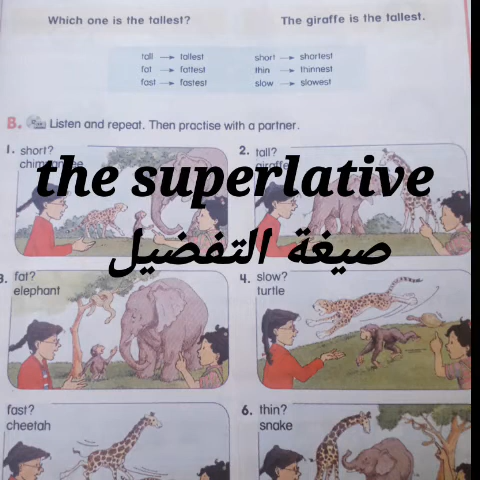 Which one is the tallest?
The giraffe is the tallest.
tall → tallest
fat → fattest
fast → fastest
short → shortest
thin → thinnest
slow → slowest
B. Listen and repeat. Then practise with a partner.
1. short?
2. tall?
giraffe
the superlative
صيغة التفضيل
3. fat?
elephant
4. slow?
turtle
fast?
cheetah
6. thin?
snake